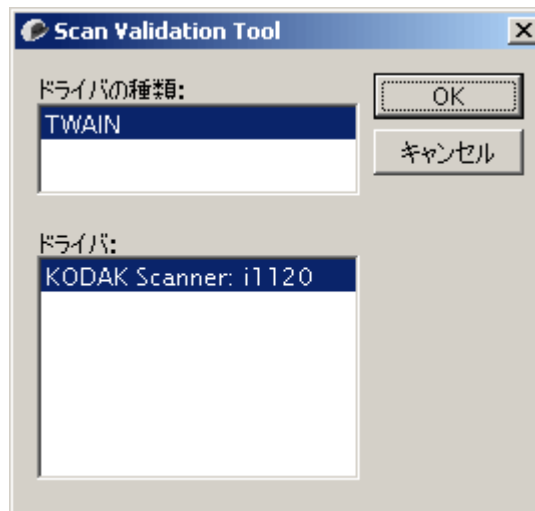 Scan Validation Tool
ドライバの種類:
OK
TWAIN
キャンセル
ドライバ:
KODAK Scanner: i1120